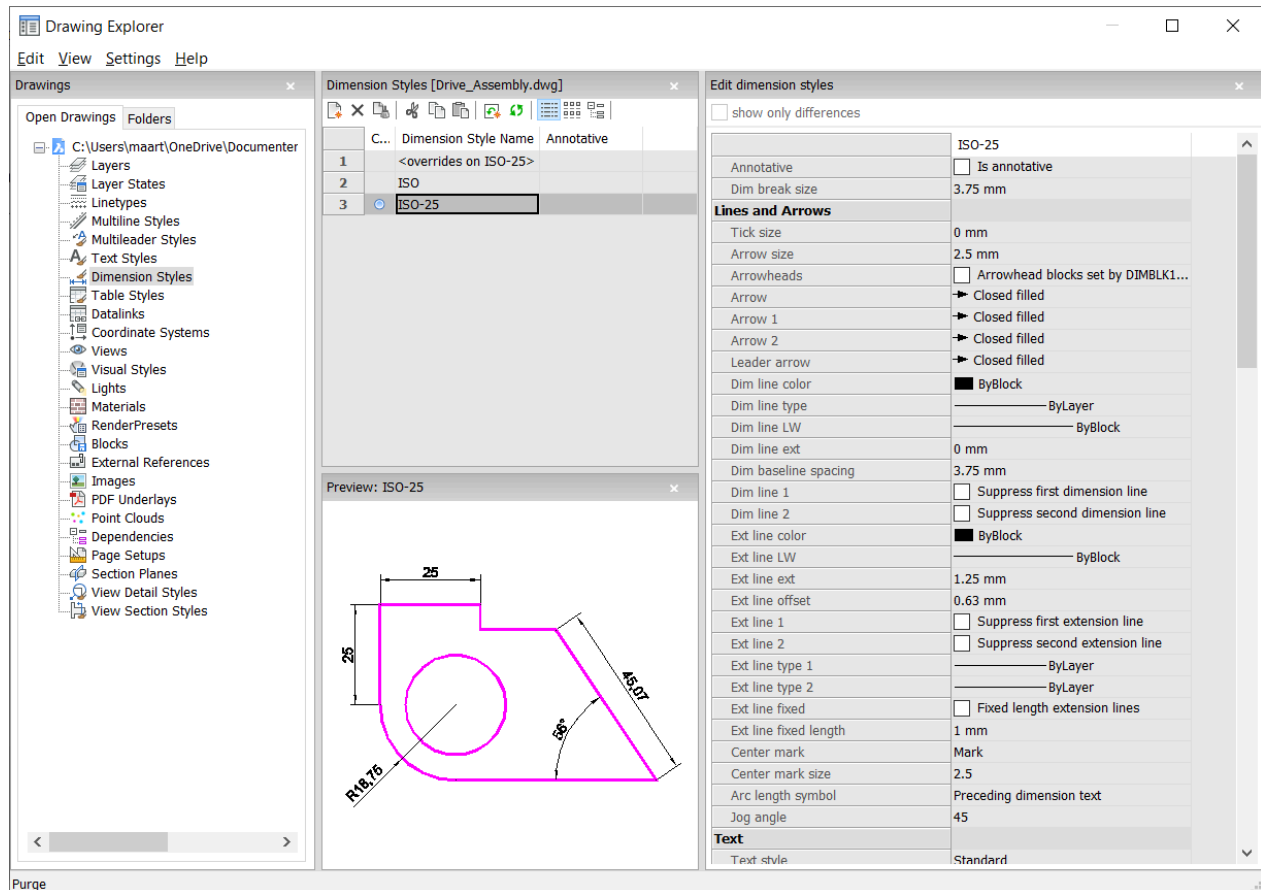 Drawing Explorer
Edit View Settings Help
Drawings
Open Drawings Folders
C:\Users\maart\OneDrive\Documenter
Layers
Layer States
Linetypes
Multiline Styles
Multileader Styles
Text Styles
Dimension Styles
Table Styles
Datalinks
Coordinate Systems
Views
Visual Styles
Lights
Materials
RenderPresets
Blocks
External References
Images
PDF Underlays
Point Clouds
Dependencies
Page Setups
Section Planes
View Detail Styles
View Section Styles
Dimension Styles [Drive_Assembly.dwg]
C... Dimension Style Name Annotative
1 <overrides on ISO-25>
2 ISO
3 ISO-25
Preview: ISO-25
25
25
45,07
56°
R18,75
Edit dimension styles
show only differences
ISO-25
Annotative Is annotative
Dim break size 3.75 mm
Lines and Arrows
Tick size 0 mm
Arrow size 2.5 mm
Arrowheads Arrowhead blocks set by DIMBLK1...
Arrow Closed filled
Arrow 1 Closed filled
Arrow 2 Closed filled
Leader arrow Closed filled
Dim line color ByBlock
Dim line type ByLayer
Dim line LW ByBlock
Dim line ext 0 mm
Dim baseline spacing 3.75 mm
Dim line 1 Suppress first dimension line
Dim line 2 Suppress second dimension line
Ext line color ByBlock
Ext line LW ByBlock
Ext line ext 1.25 mm
Ext line offset 0.63 mm
Ext line 1 Suppress first extension line
Ext line 2 Suppress second extension line
Ext line type 1 ByLayer
Ext line type 2 ByLayer
Ext line fixed Fixed length extension lines
Ext line fixed length 1 mm
Center mark Mark
Center mark size 2.5
Arc length symbol Preceding dimension text
Jog angle 45
Text
Text style Standard
Purge